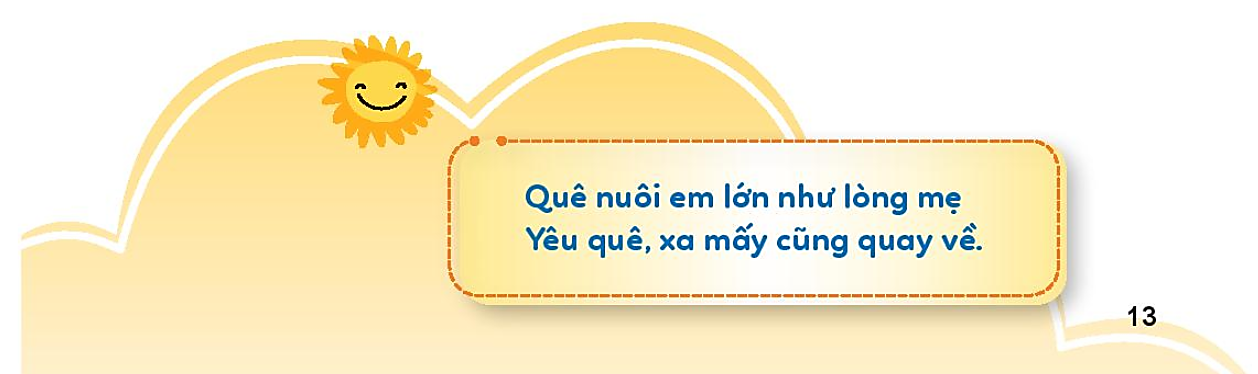 Quê nuôi em lớn như lòng mẹ
Yêu quê, xa mấy cũng quay về.
13